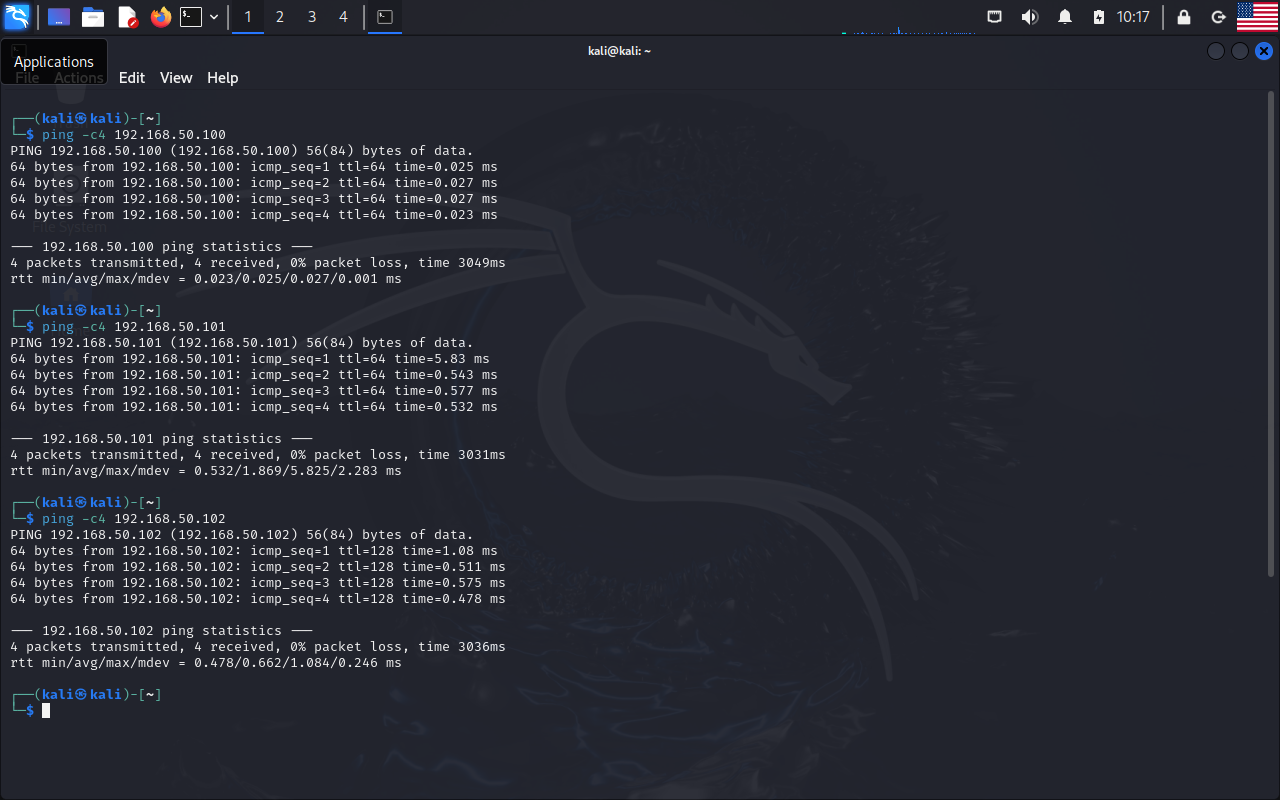 1 2 3 4 10:17
kali@kali: ~
Applications
File Actions Edit View Help
┌──(kali㉿kali)-[~]
└─$ ping -c4 192.168.50.100
PING 192.168.50.100 (192.168.50.100) 56(84) bytes of data.
64 bytes from 192.168.50.100: icmp_seq=1 ttl=64 time=0.025 ms
64 bytes from 192.168.50.100: icmp_seq=2 ttl=64 time=0.027 ms
64 bytes from 192.168.50.100: icmp_seq=3 ttl=64 time=0.027 ms
64 bytes from 192.168.50.100: icmp_seq=4 ttl=64 time=0.023 ms
File System
--- 192.168.50.100 ping statistics ---
4 packets transmitted, 4 received, 0% packet loss, time 3049ms
rtt min/avg/max/mdev = 0.023/0.025/0.027/0.001 ms
┌──(kali㉿kali)-[~]
└─$ ping -c4 192.168.50.101
PING 192.168.50.101 (192.168.50.101) 56(84) bytes of data.
64 bytes from 192.168.50.101: icmp_seq=1 ttl=64 time=5.83 ms
64 bytes from 192.168.50.101: icmp_seq=2 ttl=64 time=0.543 ms
64 bytes from 192.168.50.101: icmp_seq=3 ttl=64 time=0.577 ms
64 bytes from 192.168.50.101: icmp_seq=4 ttl=64 time=0.532 ms
--- 192.168.50.101 ping statistics ---
4 packets transmitted, 4 received, 0% packet loss, time 3031ms
rtt min/avg/max/mdev = 0.532/1.869/5.825/2.283 ms
┌──(kali㉿kali)-[~]
└─$ ping -c4 192.168.50.102
PING 192.168.50.102 (192.168.50.102) 56(84) bytes of data.
64 bytes from 192.168.50.102: icmp_seq=1 ttl=128 time=1.08 ms
64 bytes from 192.168.50.102: icmp_seq=2 ttl=128 time=0.511 ms
64 bytes from 192.168.50.102: icmp_seq=3 ttl=128 time=0.575 ms
64 bytes from 192.168.50.102: icmp_seq=4 ttl=128 time=0.478 ms
--- 192.168.50.102 ping statistics ---
4 packets transmitted, 4 received, 0% packet loss, time 3036ms
rtt min/avg/max/mdev = 0.478/0.662/1.084/0.246 ms
┌──(kali㉿kali)-[~]
└─$